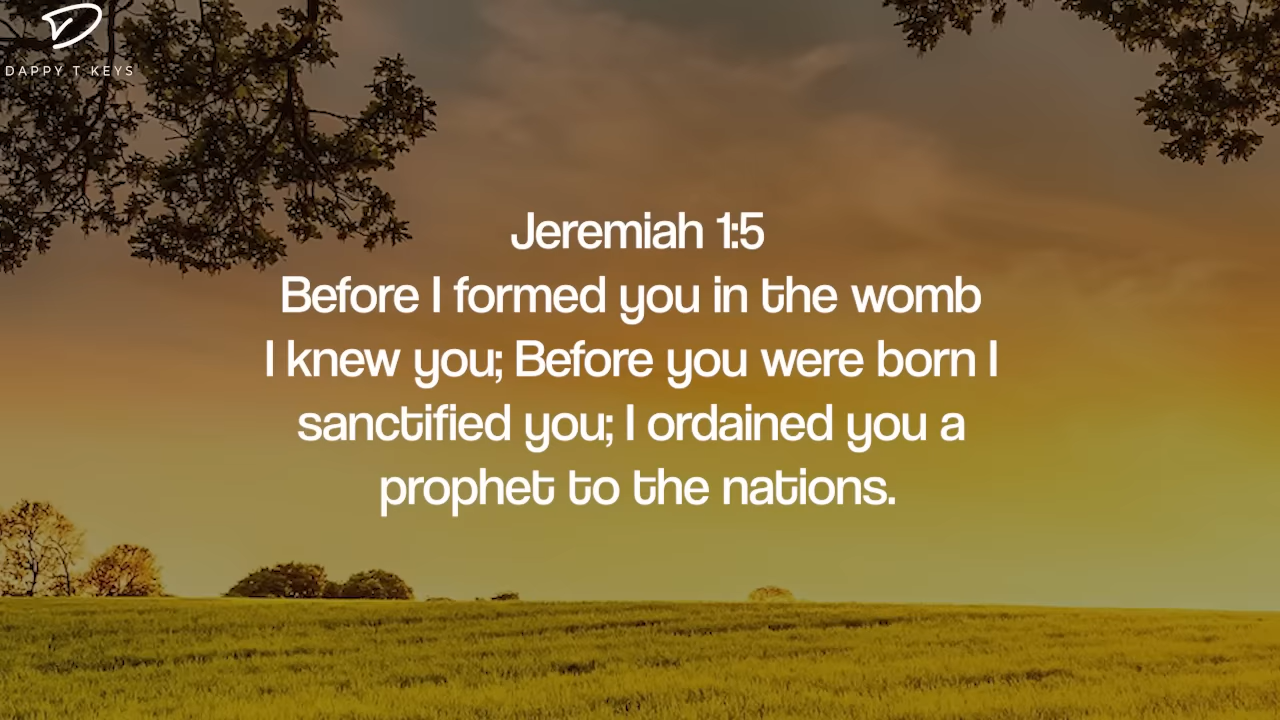 DAPPY T KEYS
Jeremiah 1:5
Before I formed you in the womb
I knew you; Before you were born I
sanctified you; I ordained you a
prophet to the nations.